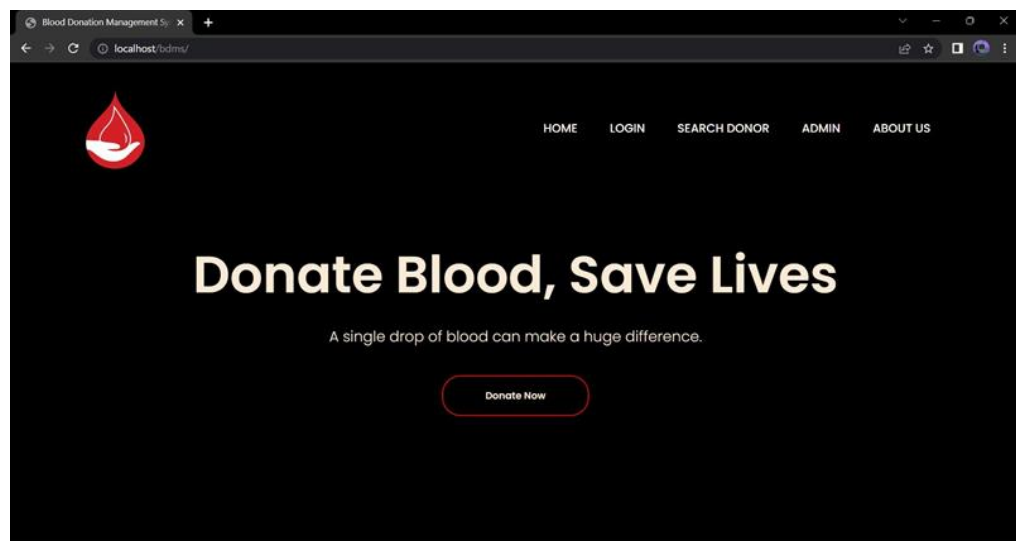 Blood Donation Management Sy
localhost/bdms/
HOME LOGIN SEARCH DONOR ADMIN ABOUT US
Donate Blood, Save Lives
A single drop of blood can make a huge difference.
Donate Now